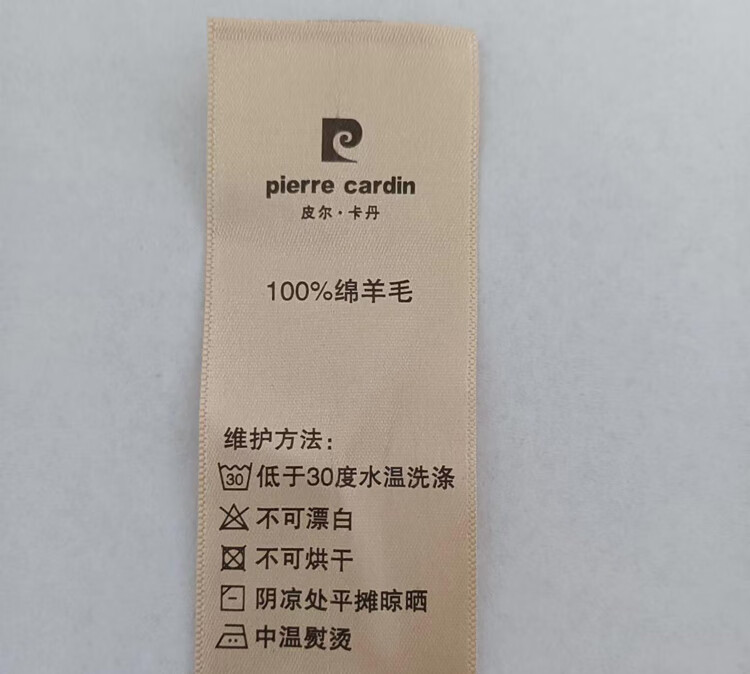 pierre cardin
皮尔·卡丹
100%绵羊毛
维护方法:
30 低于30度水温洗涤
不可漂白
不可烘干
阴凉处平摊晾晒
中温熨烫